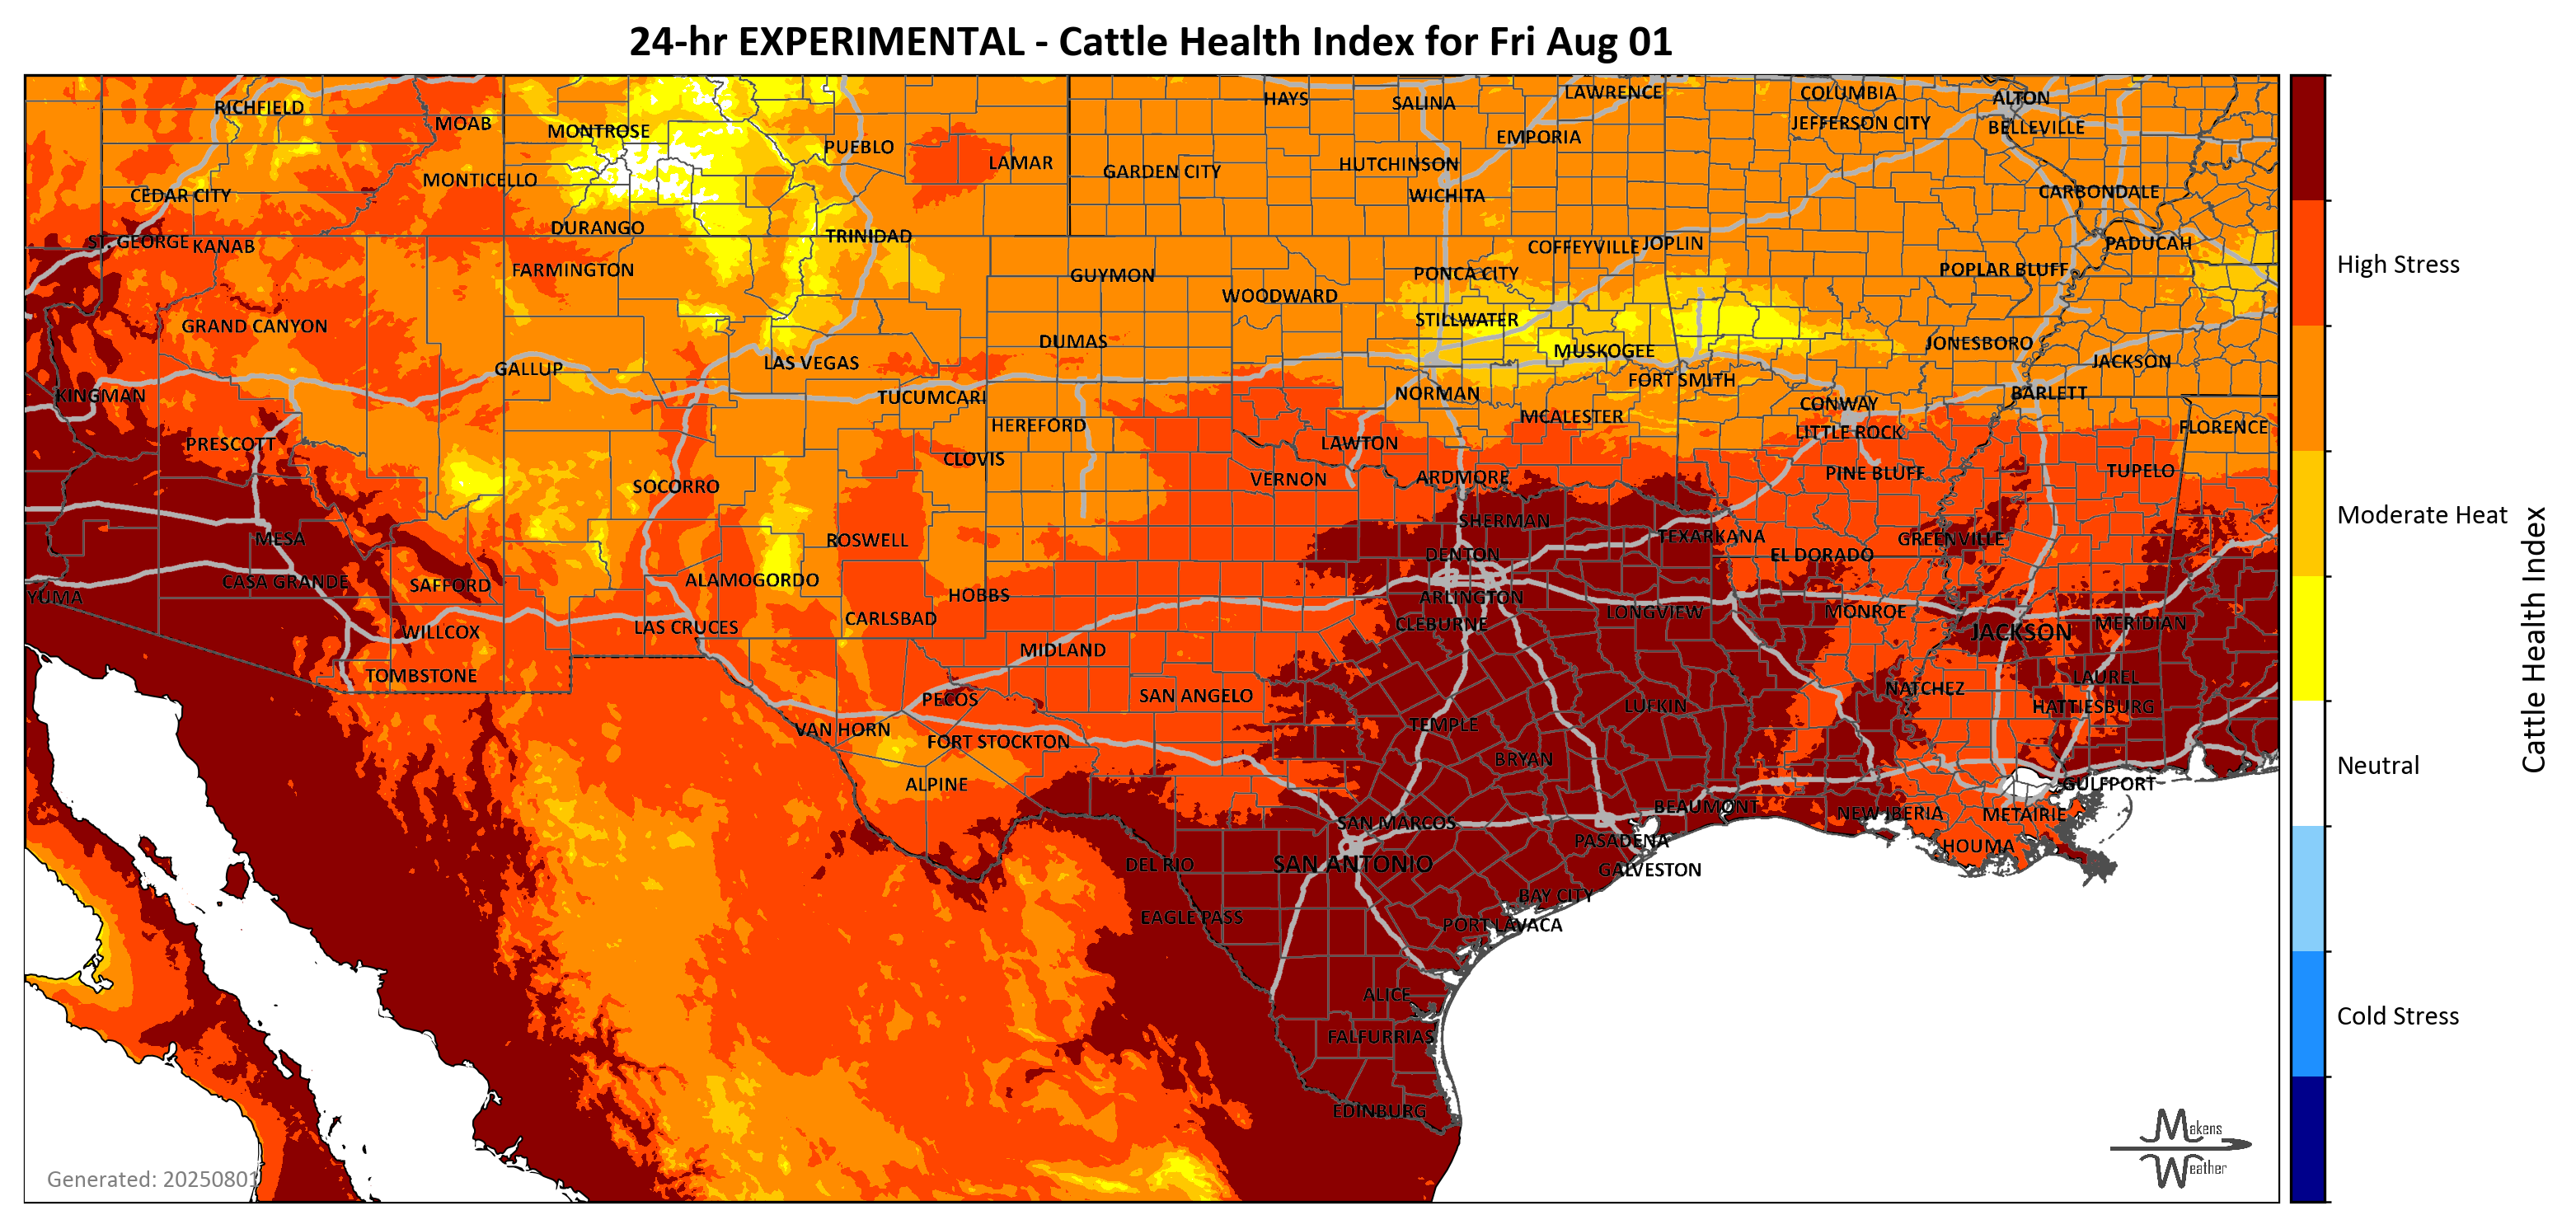 24-hr EXPERIMENTAL - Cattle Health Index for Fri Aug 01
RICHFIELD
MOAB
MONTROSE
PUEBLO
LAMAR
HAYS
SALINA
LAWRENCE
COLUMBIA
ALTON
JEFFERSON CITY
BELLEVILLE
EMPORIA
HUTCHINSON
GARDEN CITY
WICHITA
MONTICELLO
CEDAR CITY
CARBONDALE
DURANGO
TRINIDAD
ST. GEORGE
KANAB
COFFEYVILLE
JOPLIN
PADUCAH
High Stress
FARMINGTON
GUYMON
PONCA CITY
POPLAR BLUFF
WOODWARD
GRAND CANYON
STILLWATER
DUMAS
MUSKOGEE
JONESBORO
JACKSON
GALLUP
LAS VEGAS
FORT SMITH
KINGMAN
TUCUMCARI
NORMAN
CONWAY
BARLETT
HEREFORD
MCALESTER
LITTLE ROCK
FLORENCE
PRESCOTT
LAWTON
CLOVIS
VERNON
ARDMORE
PINE BLUFF
TUPELO
SOCORRO
Moderate Heat
SHERMAN
MESA
ROSWELL
TEXARKANA
GREENVILLE
DENTON
EL DORADO
CASA GRANDE
SAFFORD
ALAMOGORDO
YUMA
HOBBS
ARLINGTON
LONGVIEW
MONROE
CARLSBAD
CLEBURNE
MERIDIAN
WILLCOX
LAS CRUCES
JACKSON
MIDLAND
TOMBSTONE
LAUREL
PECOS
SAN ANGELO
NATCHEZ
LUFKIN
HATTIESBURG
VAN HORN
FORT STOCKTON
TEMPLE
BRYAN
Neutral
ALPINE
GULFPORT
BEAUMONT
NEW IBERIA
METAIRIE
SAN MARCOS
PASADENA
HOUMA
DEL RIO
SAN ANTONIO
GALVESTON
BAY CITY
EAGLE PASS
PORT LAVACA
ALICE
Cold Stress
FALFURRIAS
EDINBURG
Cattle Health Index
Makens
Weather
Generated: 20250801